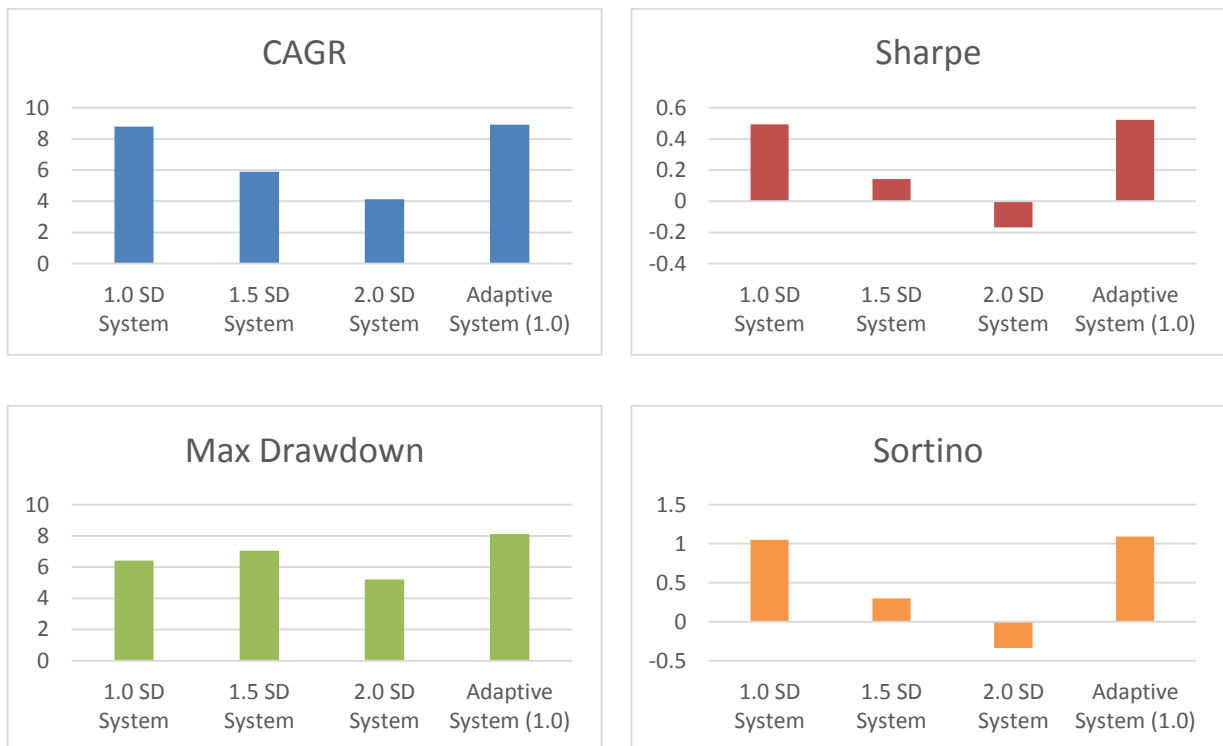 CAGR
10
8
6
4
2
0
1.0 SD System
1.5 SD System
2.0 SD System
Adaptive System (1.0)
Sharpe
0.6
0.4
0.2
0
-0.2
-0.4
1.0 SD System
1.5 SD System
2.0 SD System
Adaptive System (1.0)
Max Drawdown
10
8
6
4
2
0
1.0 SD System
1.5 SD System
2.0 SD System
Adaptive System (1.0)
Sortino
1.5
1
0.5
0
-0.5
1.0 SD System
1.5 SD System
2.0 SD System
Adaptive System (1.0)